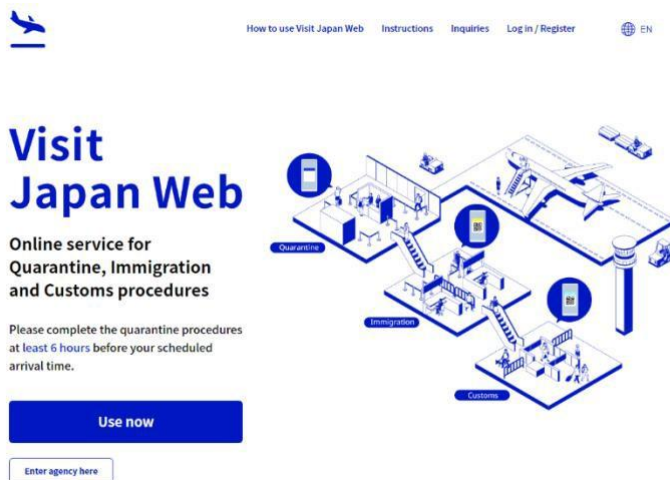 How to use Visit Japan Web Instructions Inquiries Log in / Register EN
Visit
Japan Web
Online service for
Quarantine, Immigration
and Customs procedures
Please complete the quarantine procedures
at least 6 hours before your scheduled
arrival time.
Use now
Enter agency here
Quarantine
Immigration
Customs